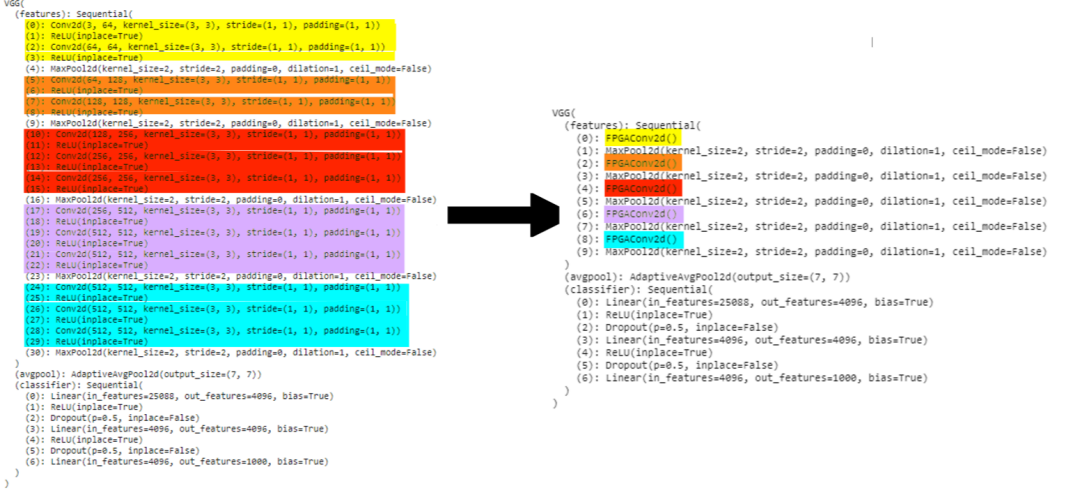 VGG(
(features): Sequential(
(0): Conv2d(3, 64, kernel_size=(3, 3), stride=(1, 1), padding=(1, 1))
(1): ReLU(inplace=True)
(2): Conv2d(64, 64, kernel_size=(3, 3), stride=(1, 1), padding=(1, 1))
(3): ReLU(inplace=True)
(4): MaxPool2d(kernel_size=2, stride=2, padding=0, dilation=1, ceil_mode=False)
(5): Conv2d(64, 128, kernel_size=(3, 3), stride=(1, 1), padding=(1, 1))
(6): ReLU(inplace=True)
(7): Conv2d(128, 128, kernel_size=(3, 3), stride=(1, 1), padding=(1, 1))
(8): ReLU(inplace=True)
(9): MaxPool2d(kernel_size=2, stride=2, padding=0, dilation=1, ceil_mode=False)
(10): Conv2d(128, 256, kernel_size=(3, 3), stride=(1, 1), padding=(1, 1))
(11): ReLU(inplace=True)
(12): Conv2d(256, 256, kernel_size=(3, 3), stride=(1, 1), padding=(1, 1))
(13): ReLU(inplace=True)
(14): Conv2d(256, 256, kernel_size=(3, 3), stride=(1, 1), padding=(1, 1))
(15): ReLU(inplace=True)
(16): MaxPool2d(kernel_size=2, stride=2, padding=0, dilation=1, ceil_mode=False)
(17): Conv2d(256, 512, kernel_size=(3, 3), stride=(1, 1), padding=(1, 1))
(18): ReLU(inplace=True)
(19): Conv2d(512, 512, kernel_size=(3, 3), stride=(1, 1), padding=(1, 1))
(20): ReLU(inplace=True)
(21): Conv2d(512, 512, kernel_size=(3, 3), stride=(1, 1), padding=(1, 1))
(22): ReLU(inplace=True)
(23): MaxPool2d(kernel_size=2, stride=2, padding=0, dilation=1, ceil_mode=False)
(24): Conv2d(512, 512, kernel_size=(3, 3), stride=(1, 1), padding=(1, 1))
(25): ReLU(inplace=True)
(26): Conv2d(512, 512, kernel_size=(3, 3), stride=(1, 1), padding=(1, 1))
(27): ReLU(inplace=True)
(28): Conv2d(512, 512, kernel_size=(3, 3), stride=(1, 1), padding=(1, 1))
(29): ReLU(inplace=True)
(30): MaxPool2d(kernel_size=2, stride=2, padding=0, dilation=1, ceil_mode=False)
)
(avgpool): AdaptiveAvgPool2d(output_size=(7, 7))
(classifier): Sequential(
(0): Linear(in_features=25088, out_features=4096, bias=True)
(1): ReLU(inplace=True)
(2): Dropout(p=0.5, inplace=False)
(3): Linear(in_features=4096, out_features=4096, bias=True)
(4): ReLU(inplace=True)
(5): Dropout(p=0.5, inplace=False)
(6): Linear(in_features=4096, out_features=1000, bias=True)
)
)
VGG(
(features): Sequential(
(0): FPGAConv2d()
(1): MaxPool2d(kernel_size=2, stride=2, padding=0, dilation=1, ceil_mode=False)
(2): FPGAConv2d()
(3): MaxPool2d(kernel_size=2, stride=2, padding=0, dilation=1, ceil_mode=False)
(4): FPGAConv2d()
(5): MaxPool2d(kernel_size=2, stride=2, padding=0, dilation=1, ceil_mode=False)
(6): FPGAConv2d()
(7): MaxPool2d(kernel_size=2, stride=2, padding=0, dilation=1, ceil_mode=False)
(8): FPGAConv2d()
(9): MaxPool2d(kernel_size=2, stride=2, padding=0, dilation=1, ceil_mode=False)
)
(avgpool): AdaptiveAvgPool2d(output_size=(7, 7))
(classifier): Sequential(
(0): Linear(in_features=25088, out_features=4096, bias=True)
(1): ReLU(inplace=True)
(2): Dropout(p=0.5, inplace=False)
(3): Linear(in_features=4096, out_features=4096, bias=True)
(4): ReLU(inplace=True)
(5): Dropout(p=0.5, inplace=False)
(6): Linear(in_features=4096, out_features=1000, bias=True)
)
)